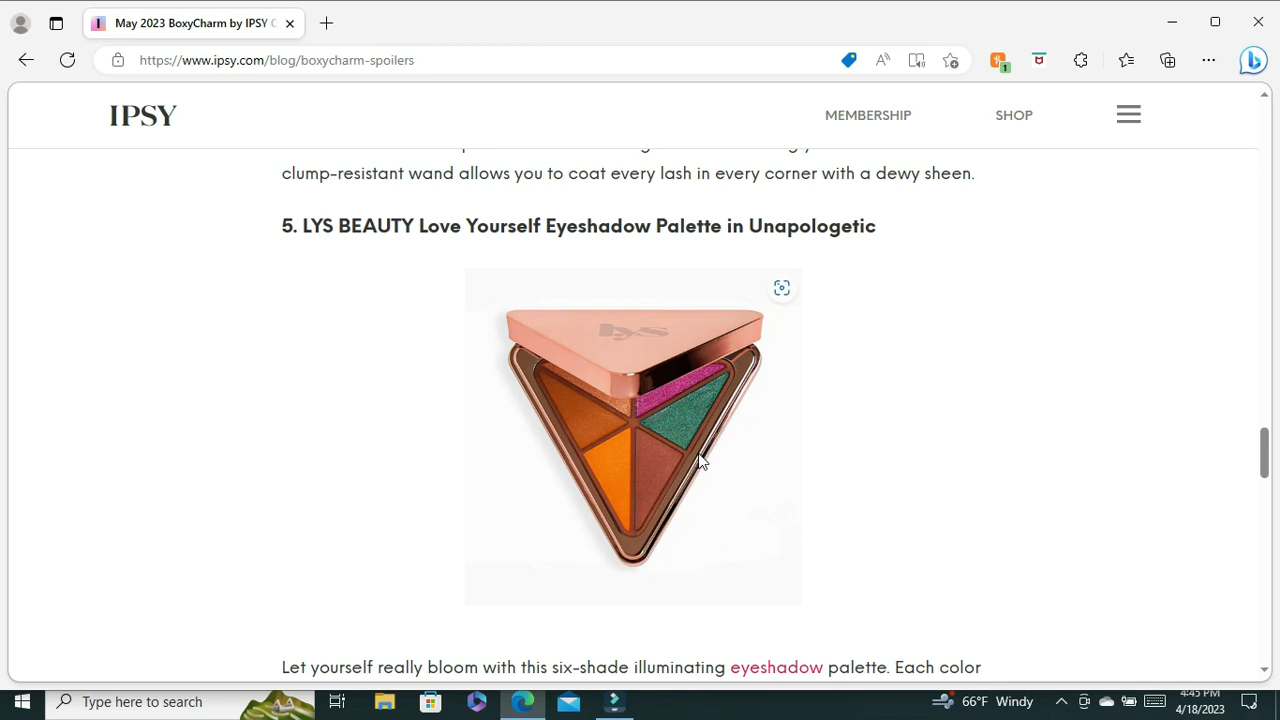 May 2023 BoxyCharm by IPSY
https://www.ipsy.com/blog/boxycharm-spoilers
1
IPSY
MEMBERSHIP
SHOP
clump-resistant wand allows you to coat every lash in every corner with a dewy sheen.
5. LYS BEAUTY Love Yourself Eyeshadow Palette in Unapologetic
lys
Let yourself really bloom with this six-shade illuminating eyeshadow palette. Each color
Type here to search
66°F Windy
4:45 PM
4/18/2023